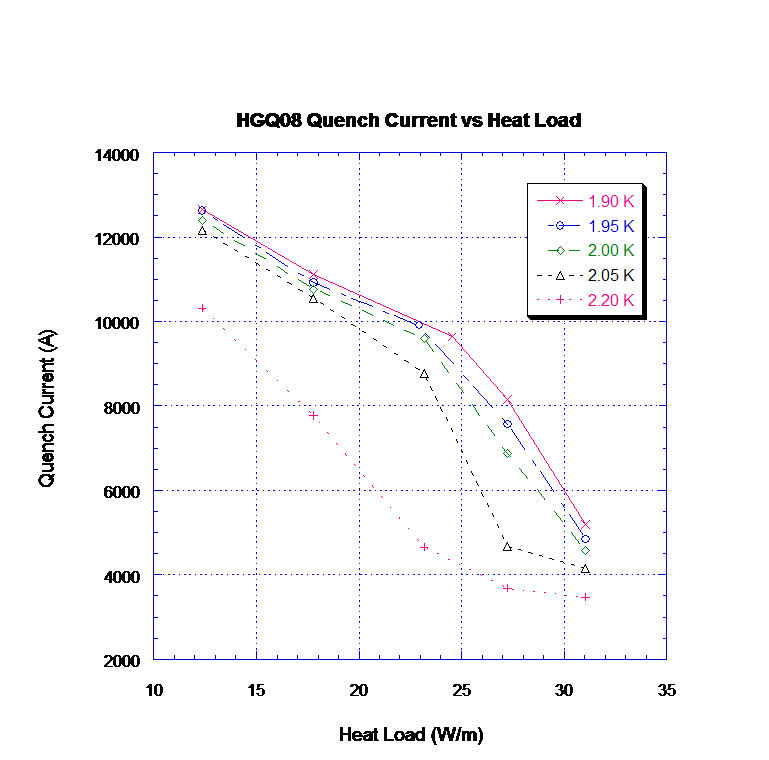 HGQ08 Quench Current vs Heat Load
14000
12000
10000
8000
6000
4000
2000
Quench Current (A)
1.90 K
1.95 K
2.00 K
2.05 K
2.20 K
10 15 20 25 30 35
Heat Load (W/m)